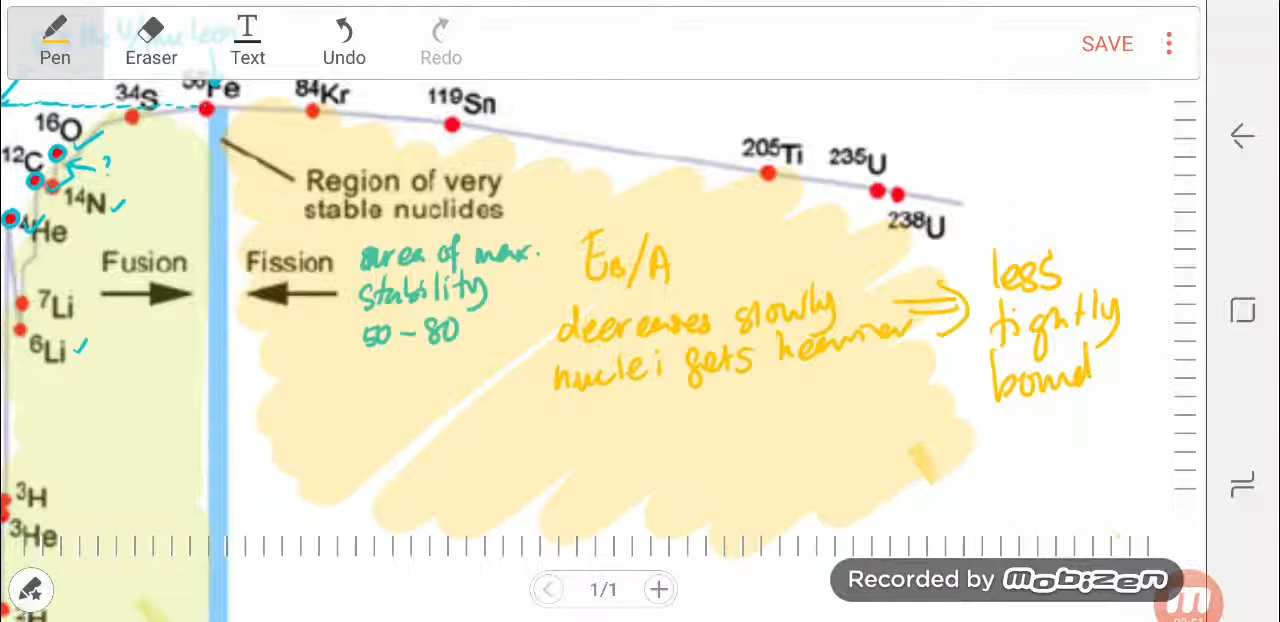 Pen
Eraser
Text
Undo
Redo
SAVE
34S
56Fe
84Kr
119Sn
205Ti
235U
238U
16O
12C
?
14N
4He
Region of very
stable nuclides
Fusion
Fission
area of max.
stability
50-80
EB/A
decreases slowly
nuclei gets
less
tightly
bound
7Li
6Li
3H
3He
2H
1/1
Recorded by MOBIZEN